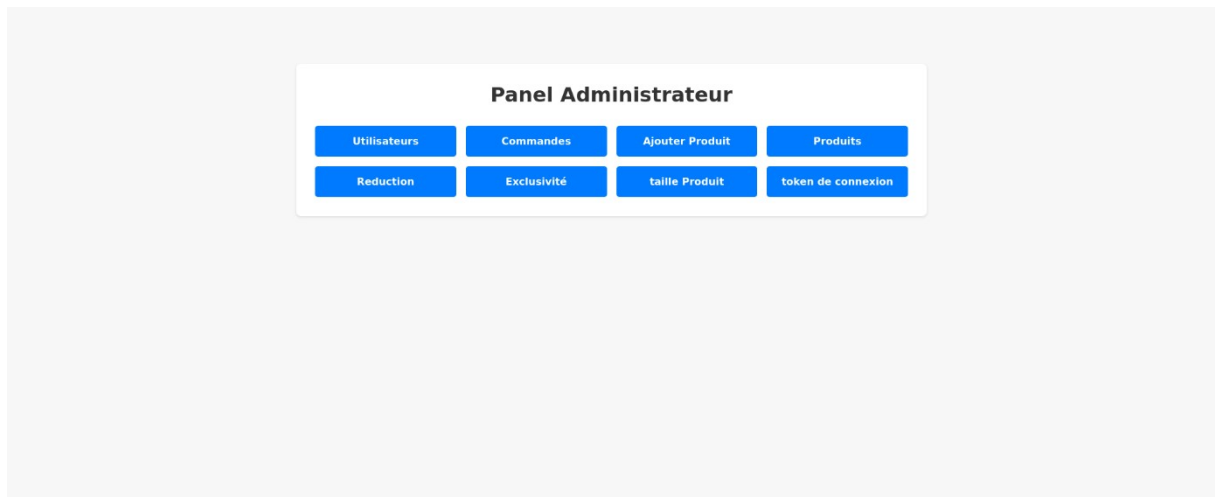 Panel Administrateur
Utilisateurs Commandes Ajouter Produit Produits
Reduction Exclusivité taille Produit token de connexion